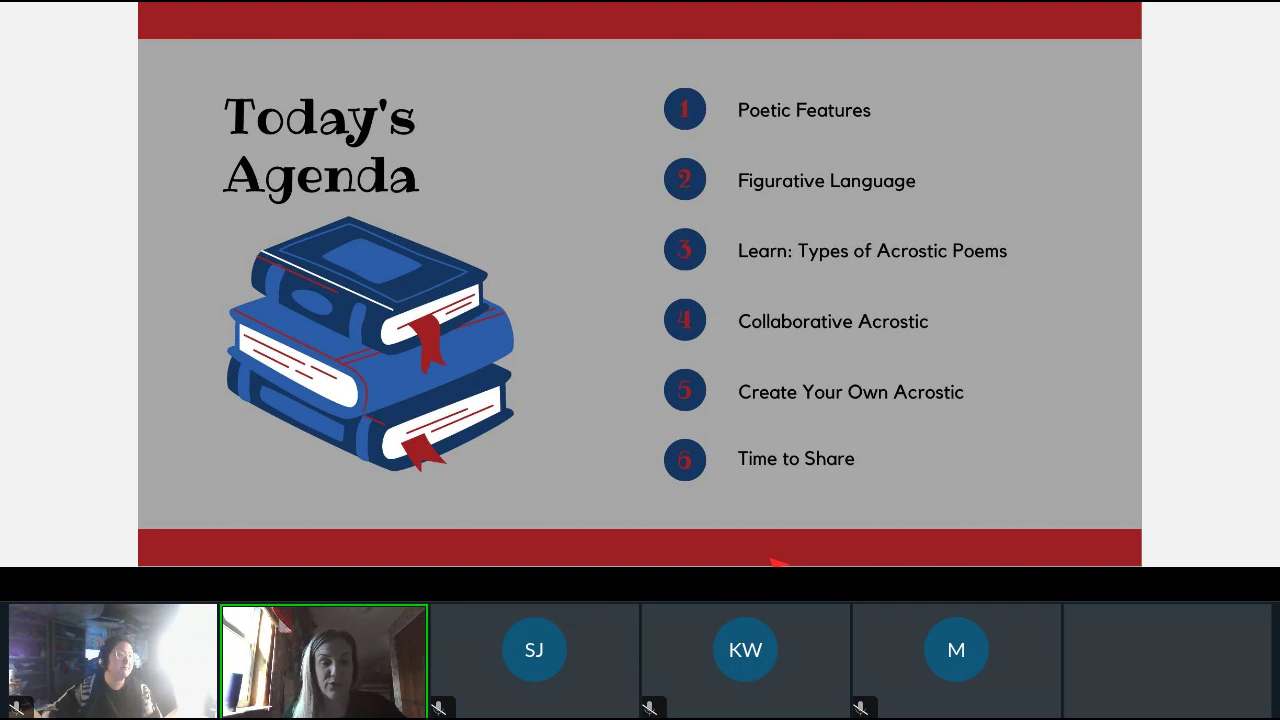 Today's
Agenda
1 Poetic Features
2 Figurative Language
3 Learn: Types of Acrostic Poems
4 Collaborative Acrostic
5 Create Your Own Acrostic
6 Time to Share
SJ
KW
M